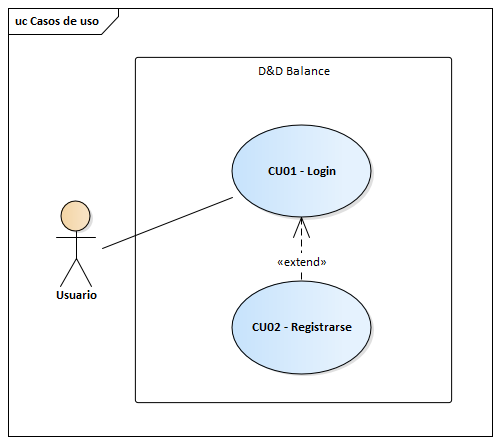 uc Casos de uso
D&D Balance
CU01 - Login
«extend»
Usuario
CU02 - Registrarse